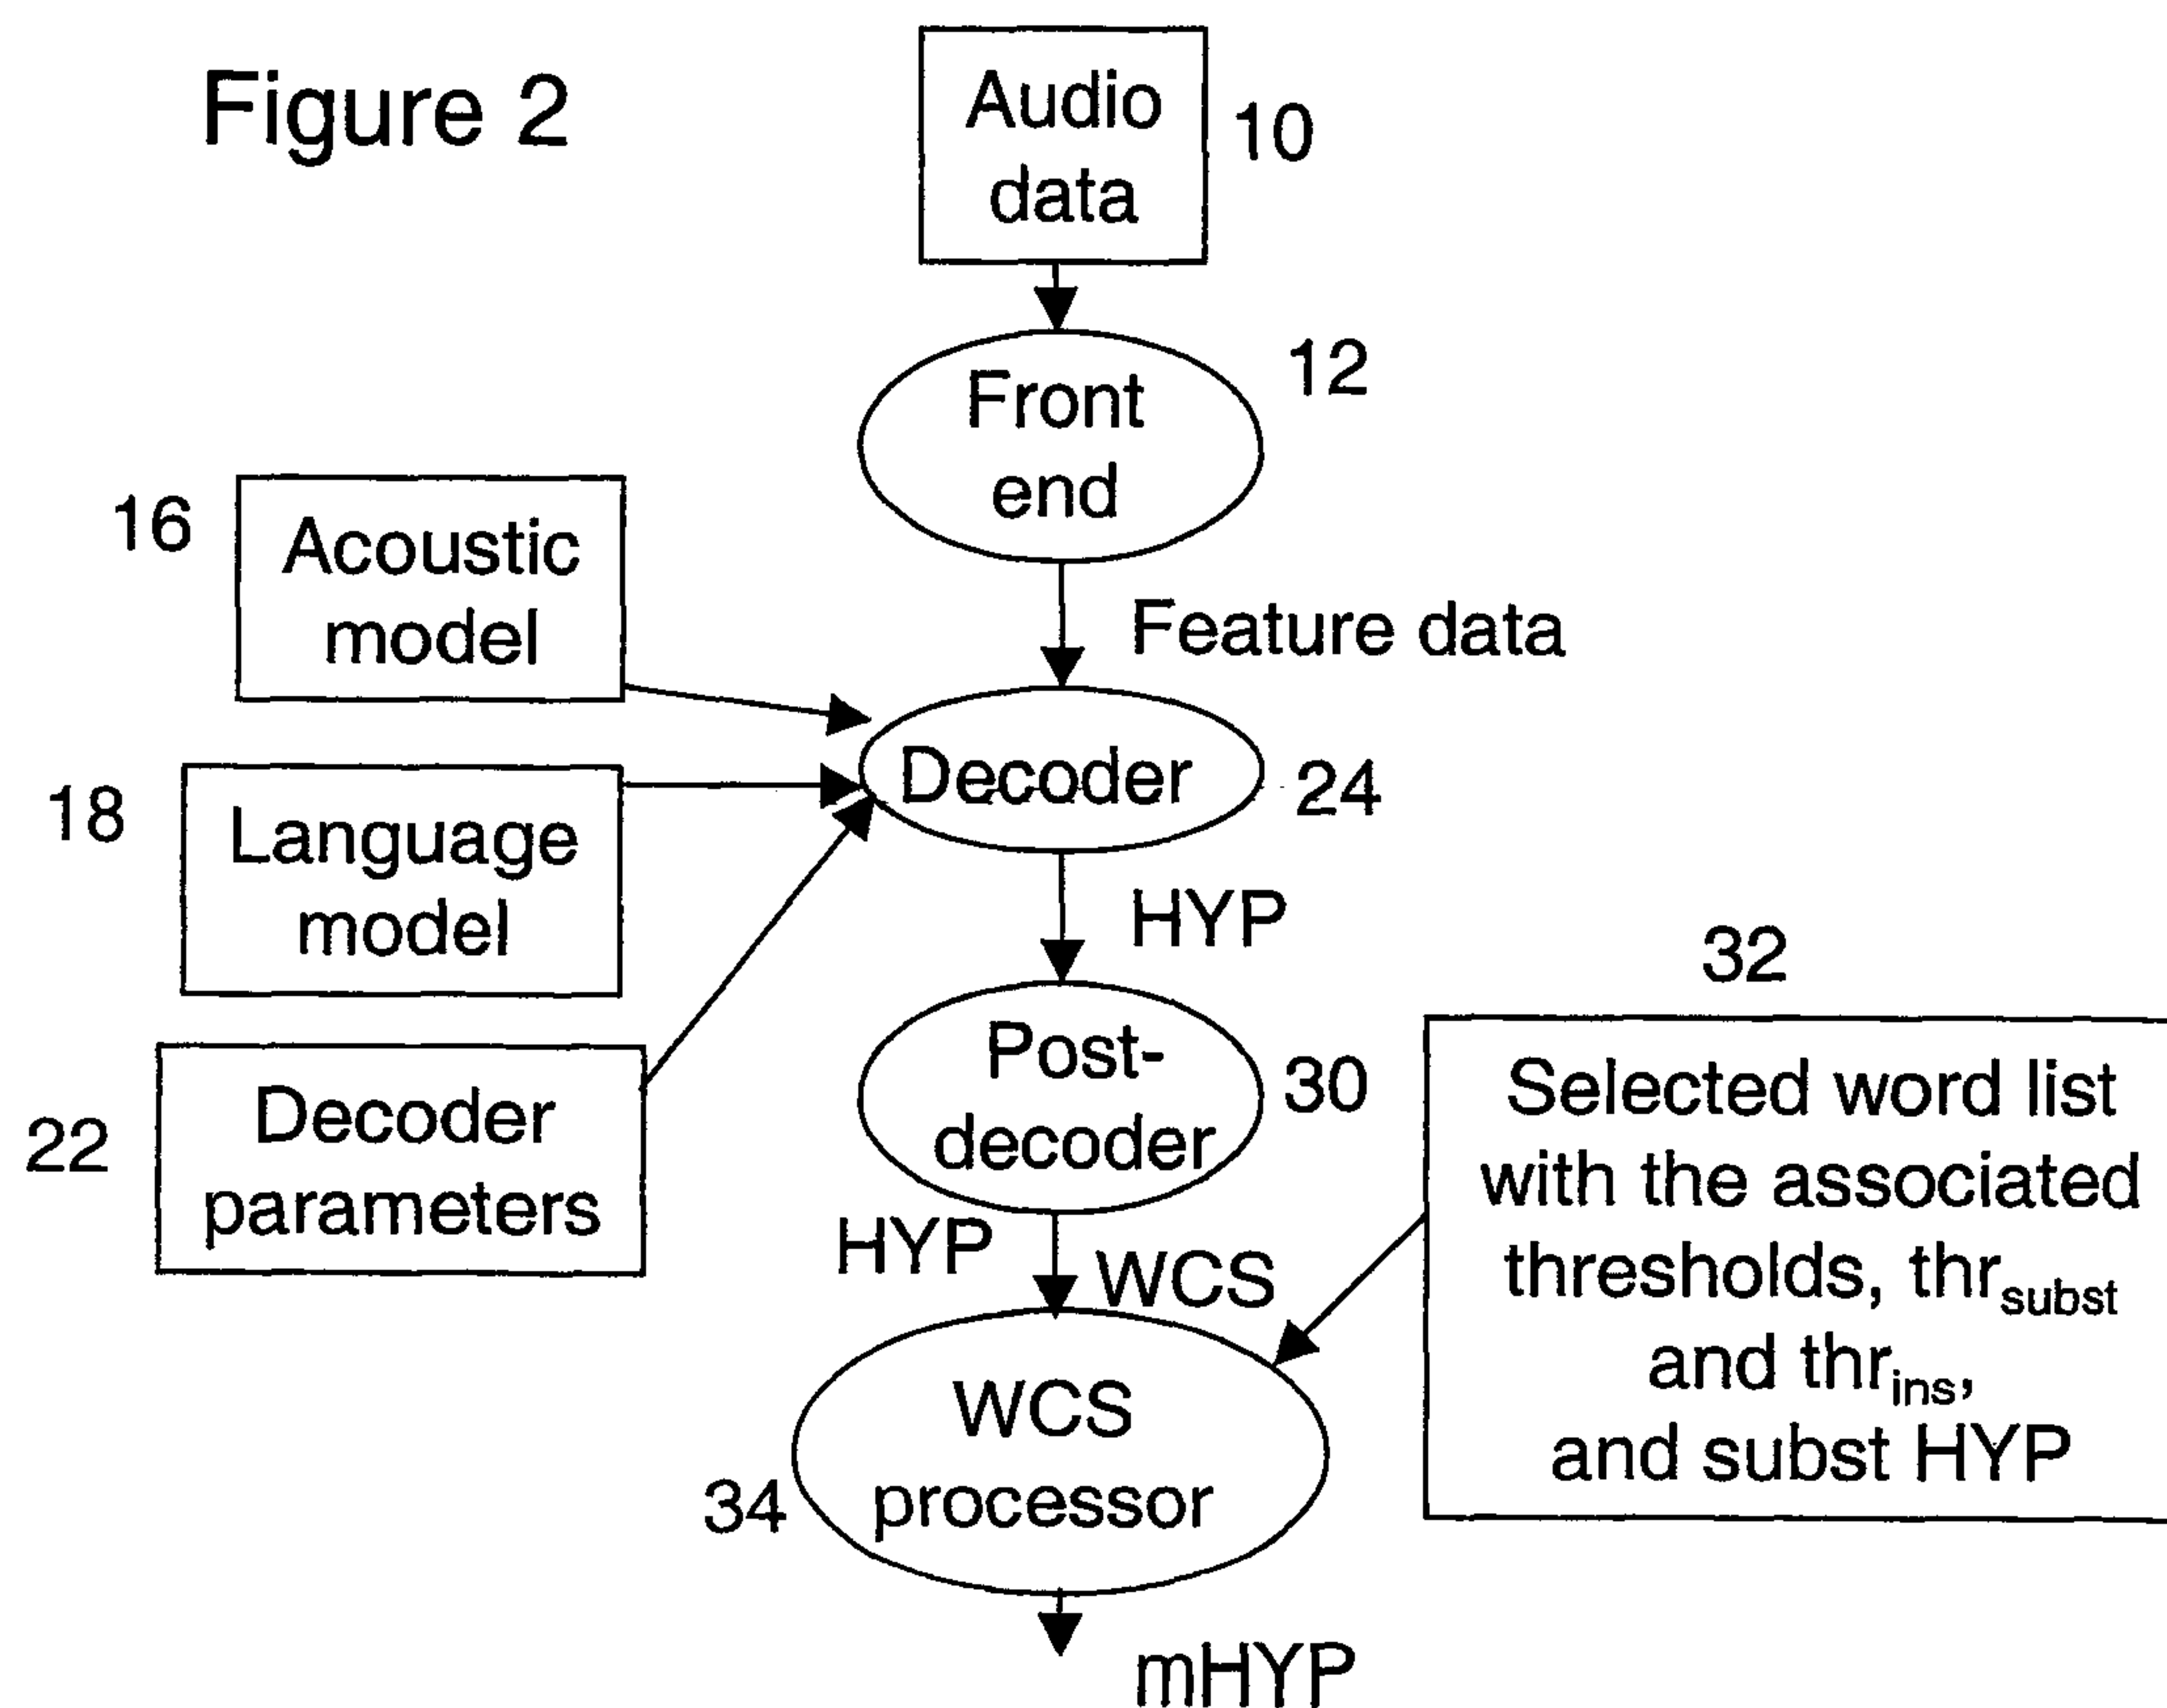 Figure 2
Audio
data
10
Front
end
12
Feature data
16
Acoustic
model
18
Language
model
22
Decoder
parameters
Decoder
24
HYP
Post-
decoder
30
32
Selected word list
with the associated
thresholds, thrsubst
and thrins,
and subst HYP
HYP
WCS
WCS
processor
34
mHYP